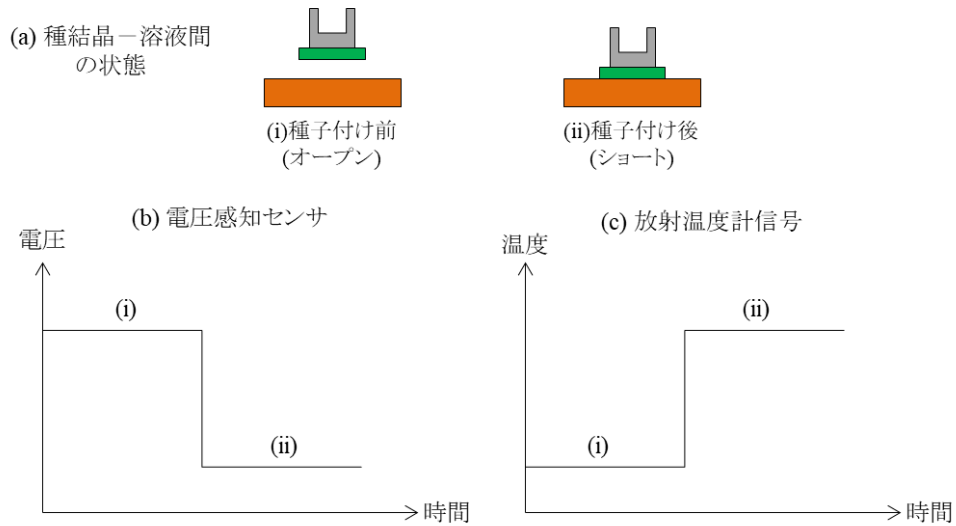 (a) 種結晶－溶液間
の状態
(i)種子付け前
(オープン)
(ii)種子付け後
(ショート)
(b) 電圧感知センサ
電圧
(i)
(ii)
時間
(c) 放射温度計信号
温度
(ii)
(i)
時間